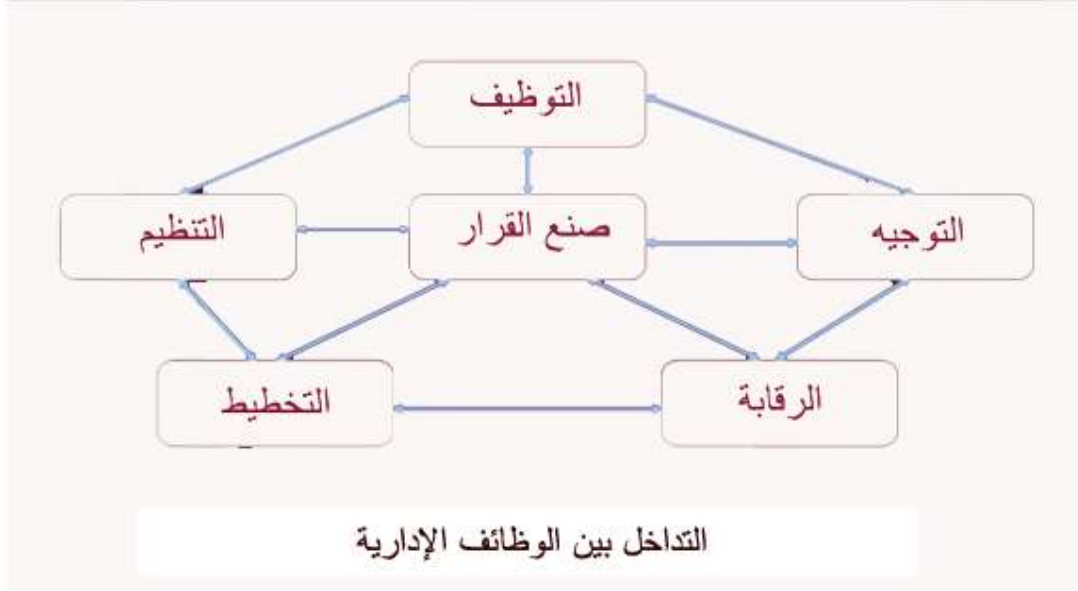 التوظيف
التوجيه
صنع القرار
التنظيم
الرقابة
التخطيط
التداخل بين الوظائف الإدارية